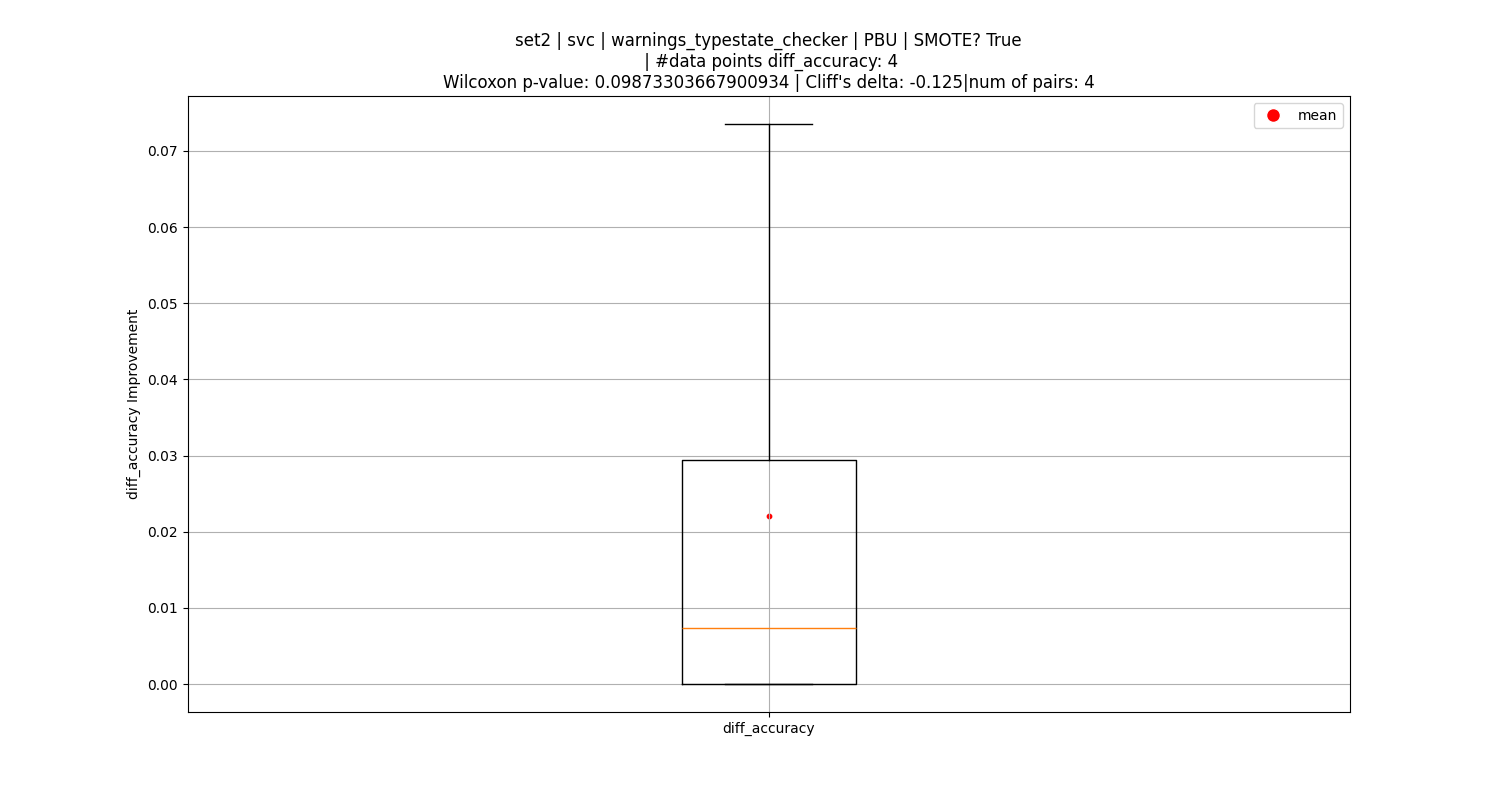 set2 | svc | warnings_typestate_checker | PBU | SMOTE? True
| #data points diff_accuracy: 4
Wilcoxon p-value: 0.09873303667900934 | Cliff's delta: -0.125|num of pairs: 4
mean
0.07
0.06
0.05
0.04
0.03
0.02
0.01
0.00
diff_accuracy Improvement
diff_accuracy